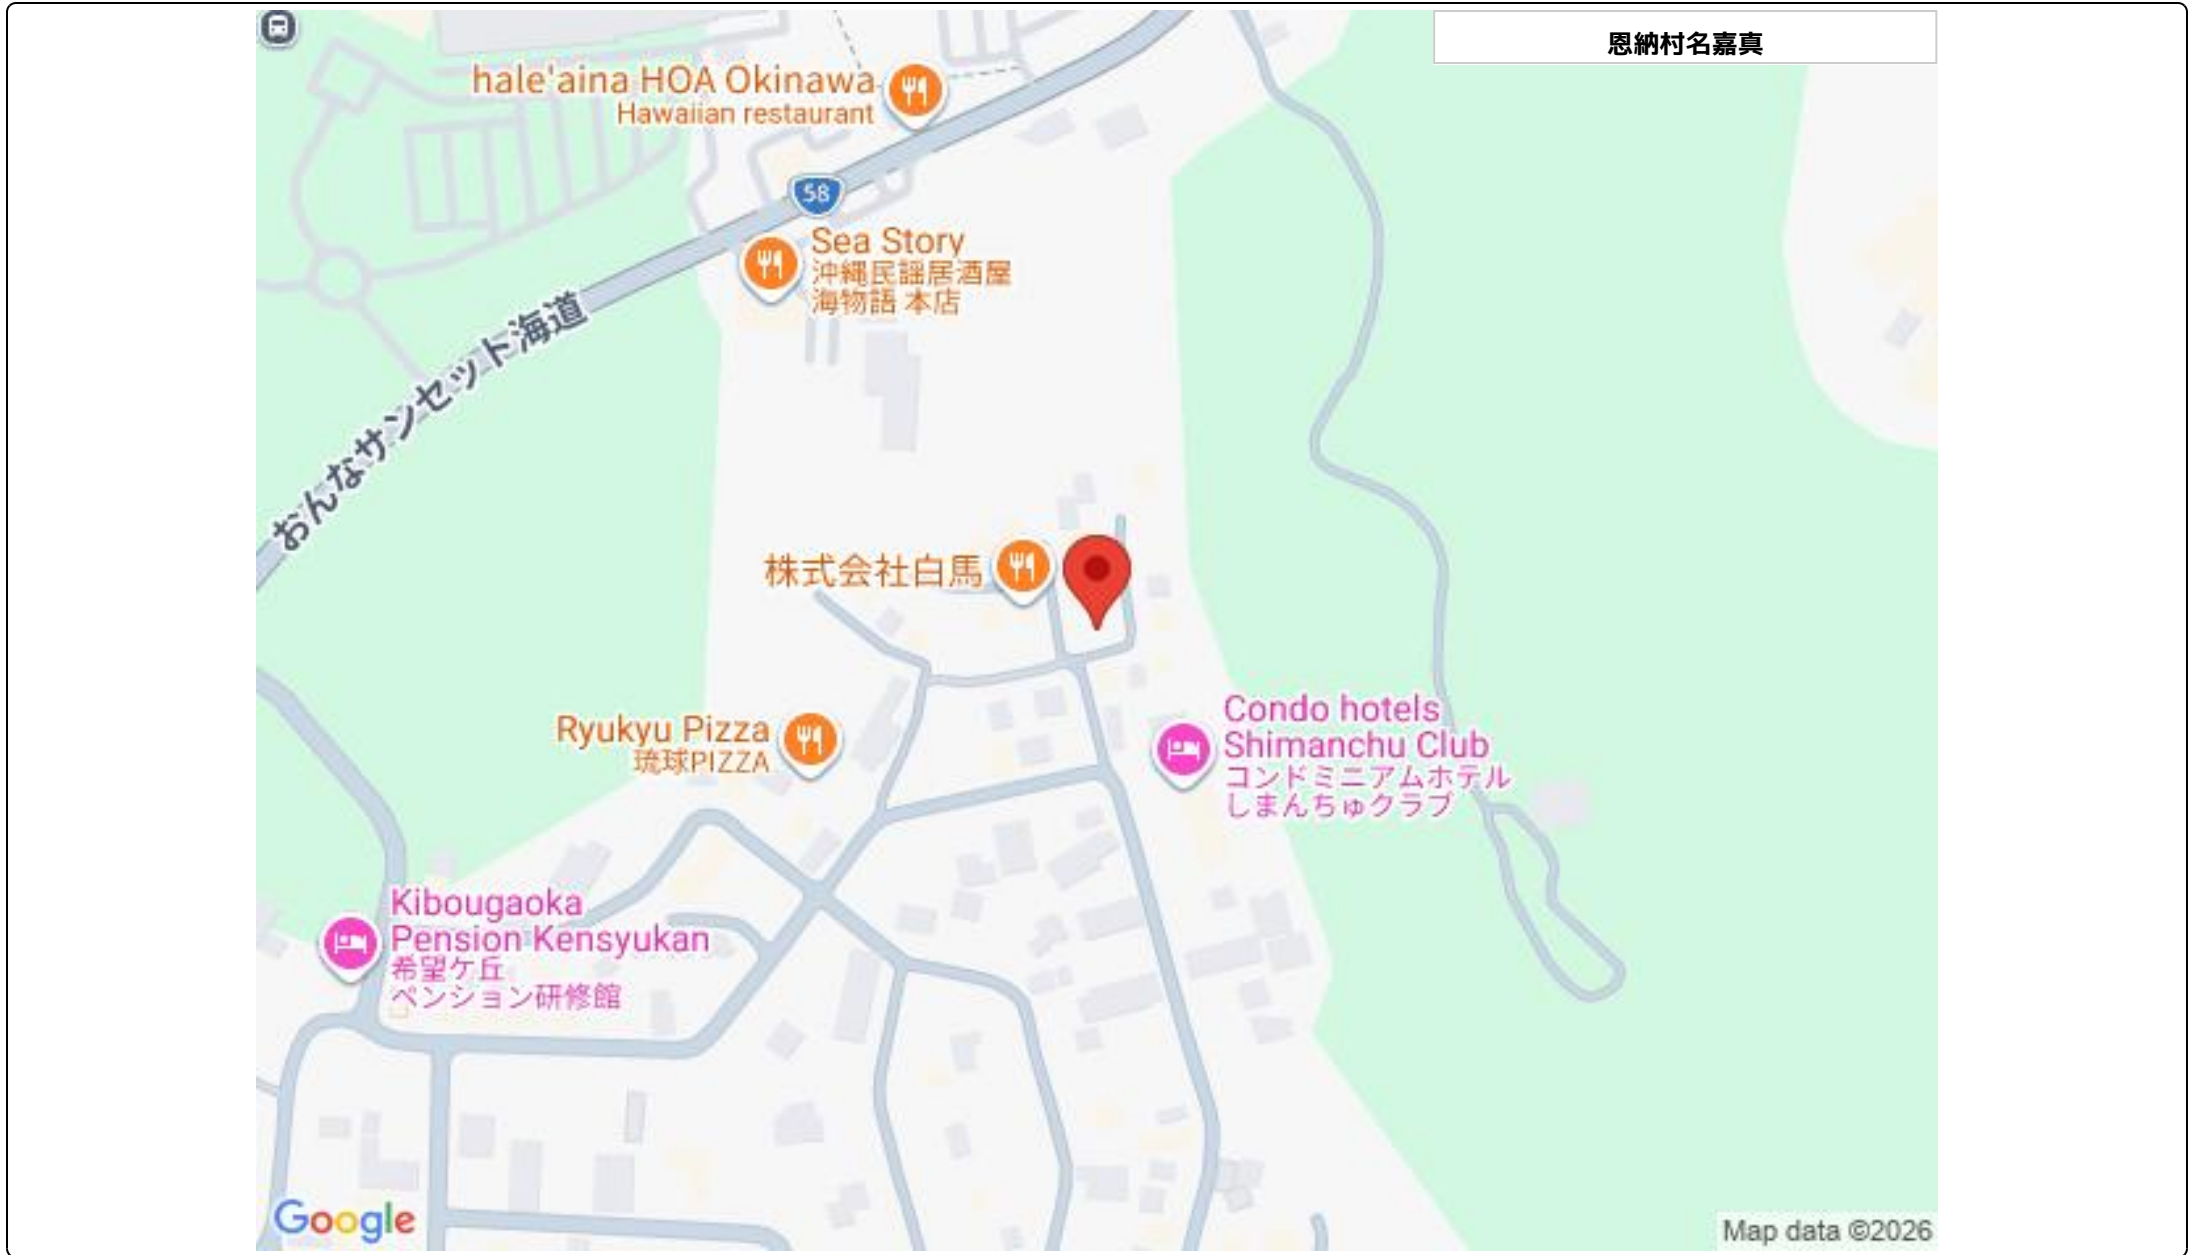 恩納村名嘉真
hale'aina HOA Okinawa
Hawaiian restaurant
58
Sea Story
沖縄民謡居酒屋
海物語 本店
おんなサンセット海道
株式会社白馬
Ryukyu Pizza
琉球PIZZA
Condo hotels
Shimanchu Club
コンドミニアムホテル
しまんちゅクラブ
Kibougaoka
Pension Kensyukan
希望ケ丘
ペンション研修館
Google
Map data ©2026